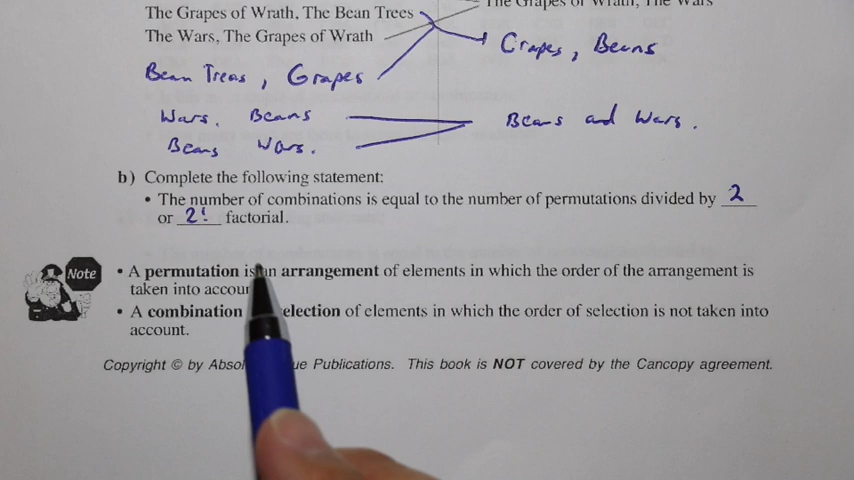 The Grapes of Wrath, The Wars
The Grapes of Wrath, The Bean Trees
The Wars, The Grapes of Wrath
Grapes, Beans
Bean Treas, Grapes
Wars. Beans
Beans and Wars.
Beans Wars.
b) Complete the following statement:
• The number of combinations is equal to the number of permutations divided by 2
or 2! factorial.
Note
• A permutation is an arrangement of elements in which the order of the arrangement is
taken into accoun
• A combination election of elements in which the order of selection is not taken into
account.
Copyright © by Absol ue Publications. This book is NOT covered by the Cancopy agreement.